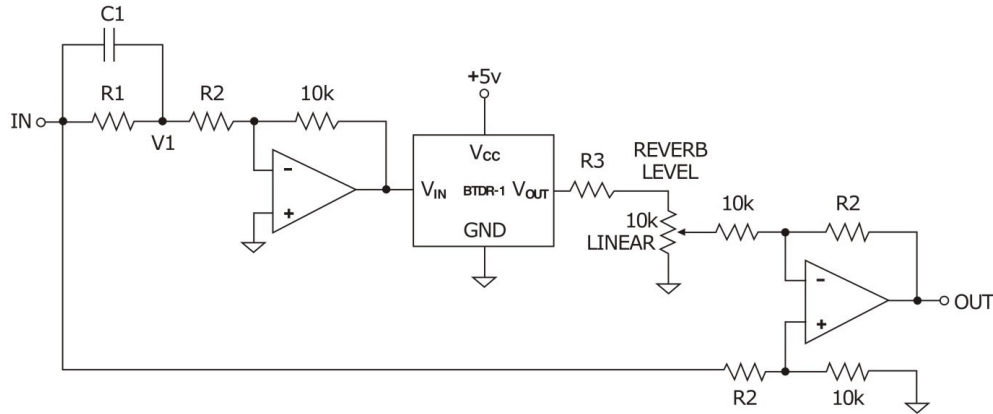 C1
R1
R2
10k
IN
V1
-
+
+5v
VCC
VIN
BTDR-1
VOUT
GND
R3
REVERB
LEVEL
10k
LINEAR
10k
R2
-
+
OUT
R2
10k